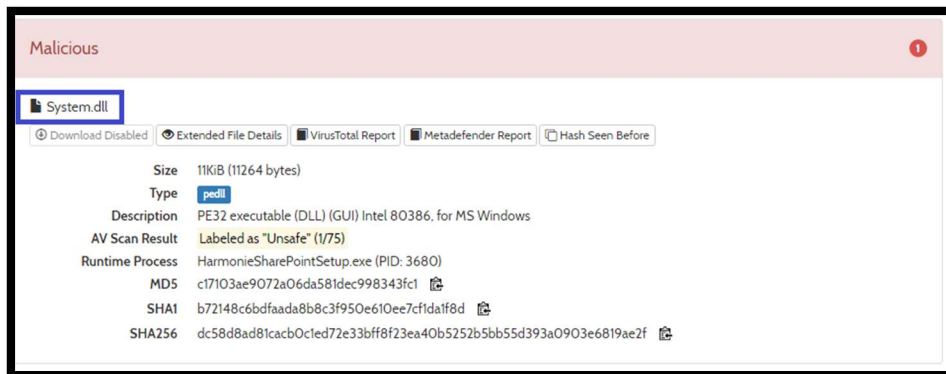 Malicious 1
System.dll
Download Disabled Extended File Details VirusTotal Report Metadefender Report Hash Seen Before
Size 11KiB (11264 bytes)
Type pedll
Description PE32 executable (DLL) (GUI) Intel 80386, for MS Windows
AV Scan Result Labeled as "Unsafe" (1/75)
Runtime Process HarmonieSharePointSetup.exe (PID: 3680)
MD5 c17103ae9072a06da581dec998343fc1
SHA1 b72148c6bdfaada8b8c3f950e610ee7cf1da1f8d
SHA256 dc58d8ad81cacb0c1ed72e33bff8f23ea40b5252b5bb55d393a0903e6819ae2f